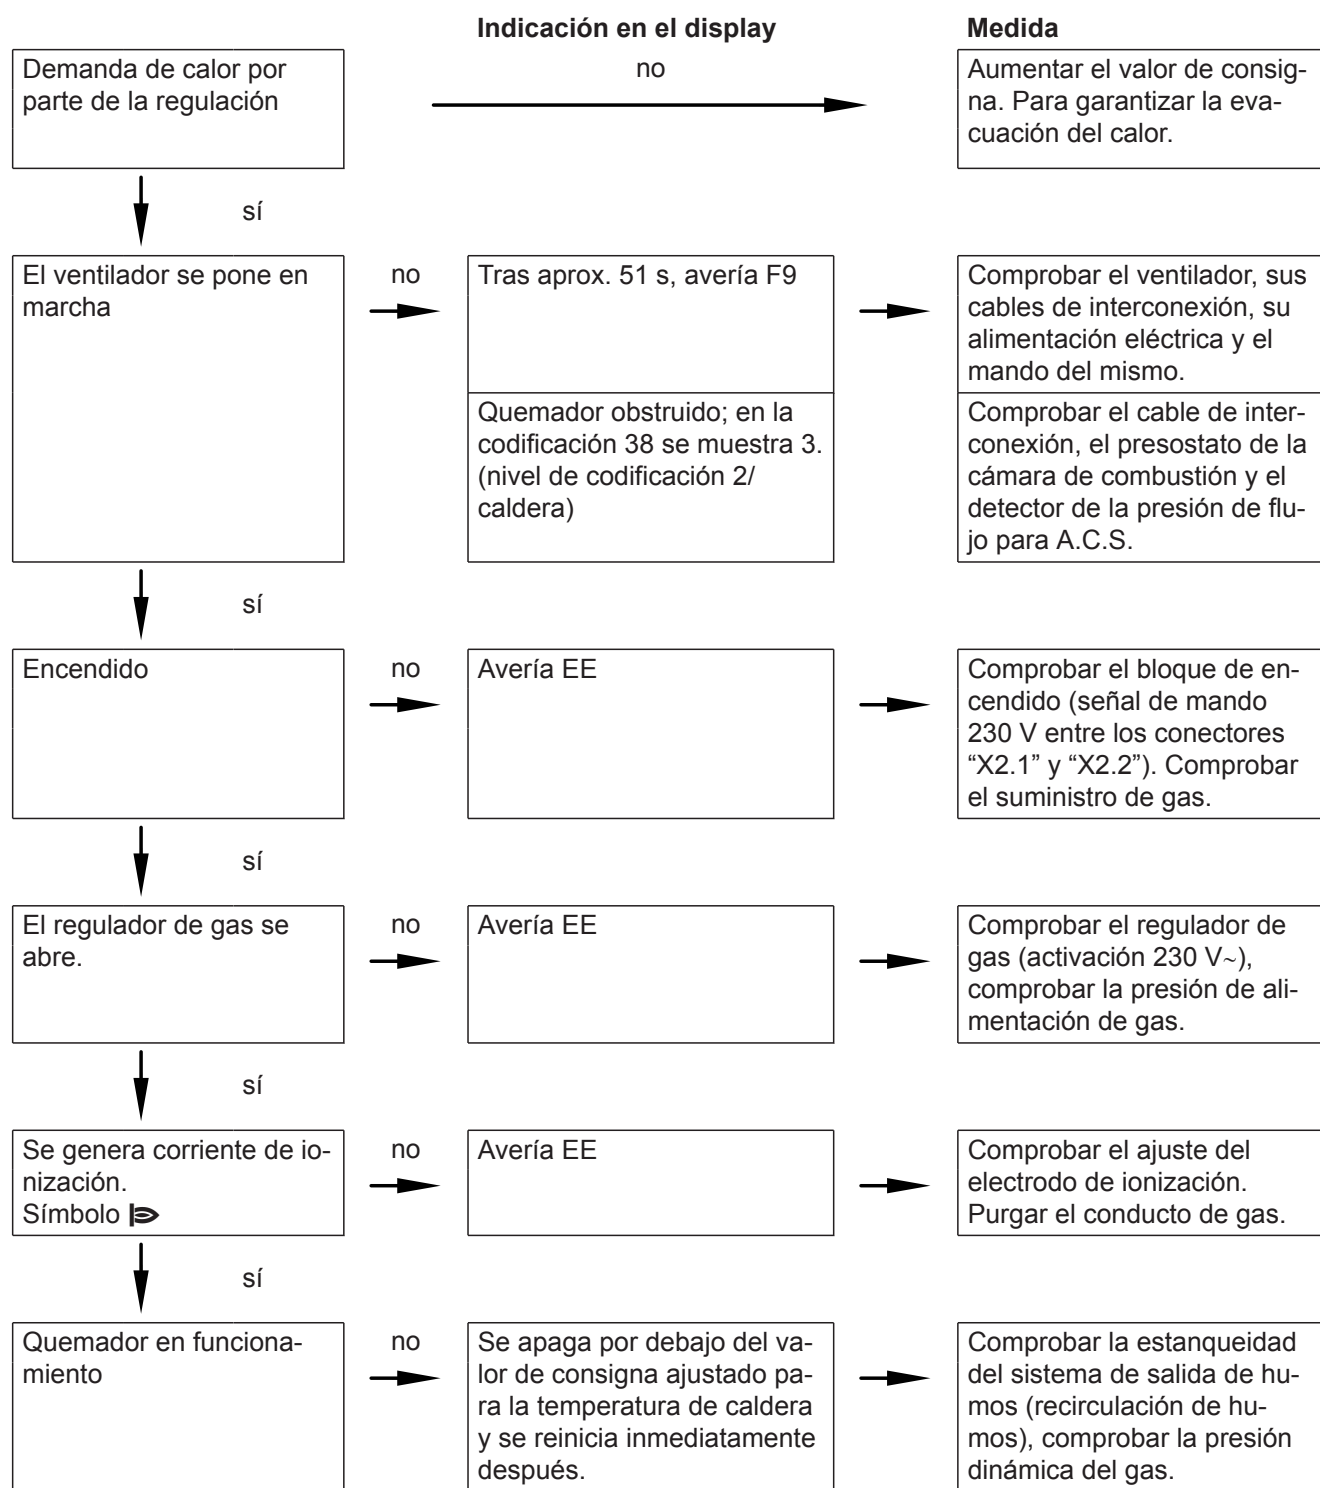 Indicación en el display
Medida
Demanda de calor por
parte de la regulación
no
Aumentar el valor de consig-
na. Para garantizar la eva-
cuación del calor.
sí
El ventilador se pone en
marcha
no
Tras aprox. 51 s, avería F9
Comprobar el ventilador, sus
cables de interconexión, su
alimentación eléctrica y el
mando del mismo.
Quemador obstruido; en la
codificación 38 se muestra 3.
(nivel de codificación 2/
caldera)
Comprobar el cable de inter-
conexión, el presostato de la
cámara de combustión y el
detector de la presión de flu-
jo para A.C.S.
sí
Encendido
no
Avería EE
Comprobar el bloque de en-
cendido (señal de mando
230 V entre los conectores
“X2.1” y “X2.2”). Comprobar
el suministro de gas.
sí
El regulador de gas se
abre.
no
Avería EE
Comprobar el regulador de
gas (activación 230 V~),
comprobar la presión de ali-
mentación de gas.
sí
Se genera corriente de io-
nización.
Símbolo
no
Avería EE
Comprobar el ajuste del
electrodo de ionización.
Purgar el conducto de gas.
sí
Quemador en funciona-
miento
no
Se apaga por debajo del va-
lor de consigna ajustado pa-
ra la temperatura de caldera
y se reinicia inmediatamente
después.
Comprobar la estanqueidad
del sistema de salida de hu-
mos (recirculación de hu-
mos), comprobar la presión
dinámica del gas.